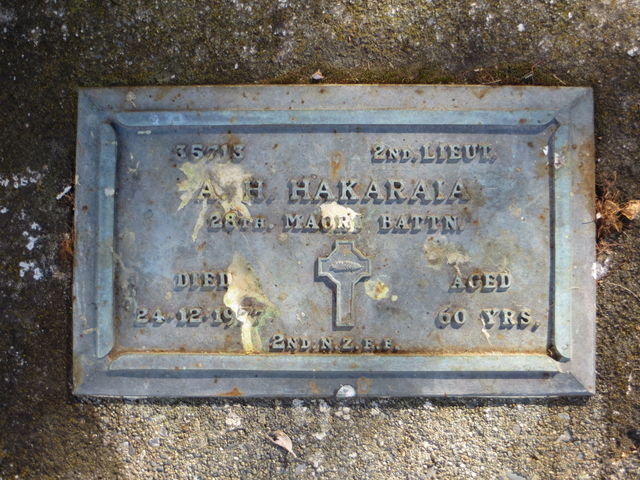 35713 2ND. LIEUT.
A. H. HAKARAIA
28TH. MAORI BATTN.
DIED AGED
60 YRS.
2ND. N.Z.E.F.